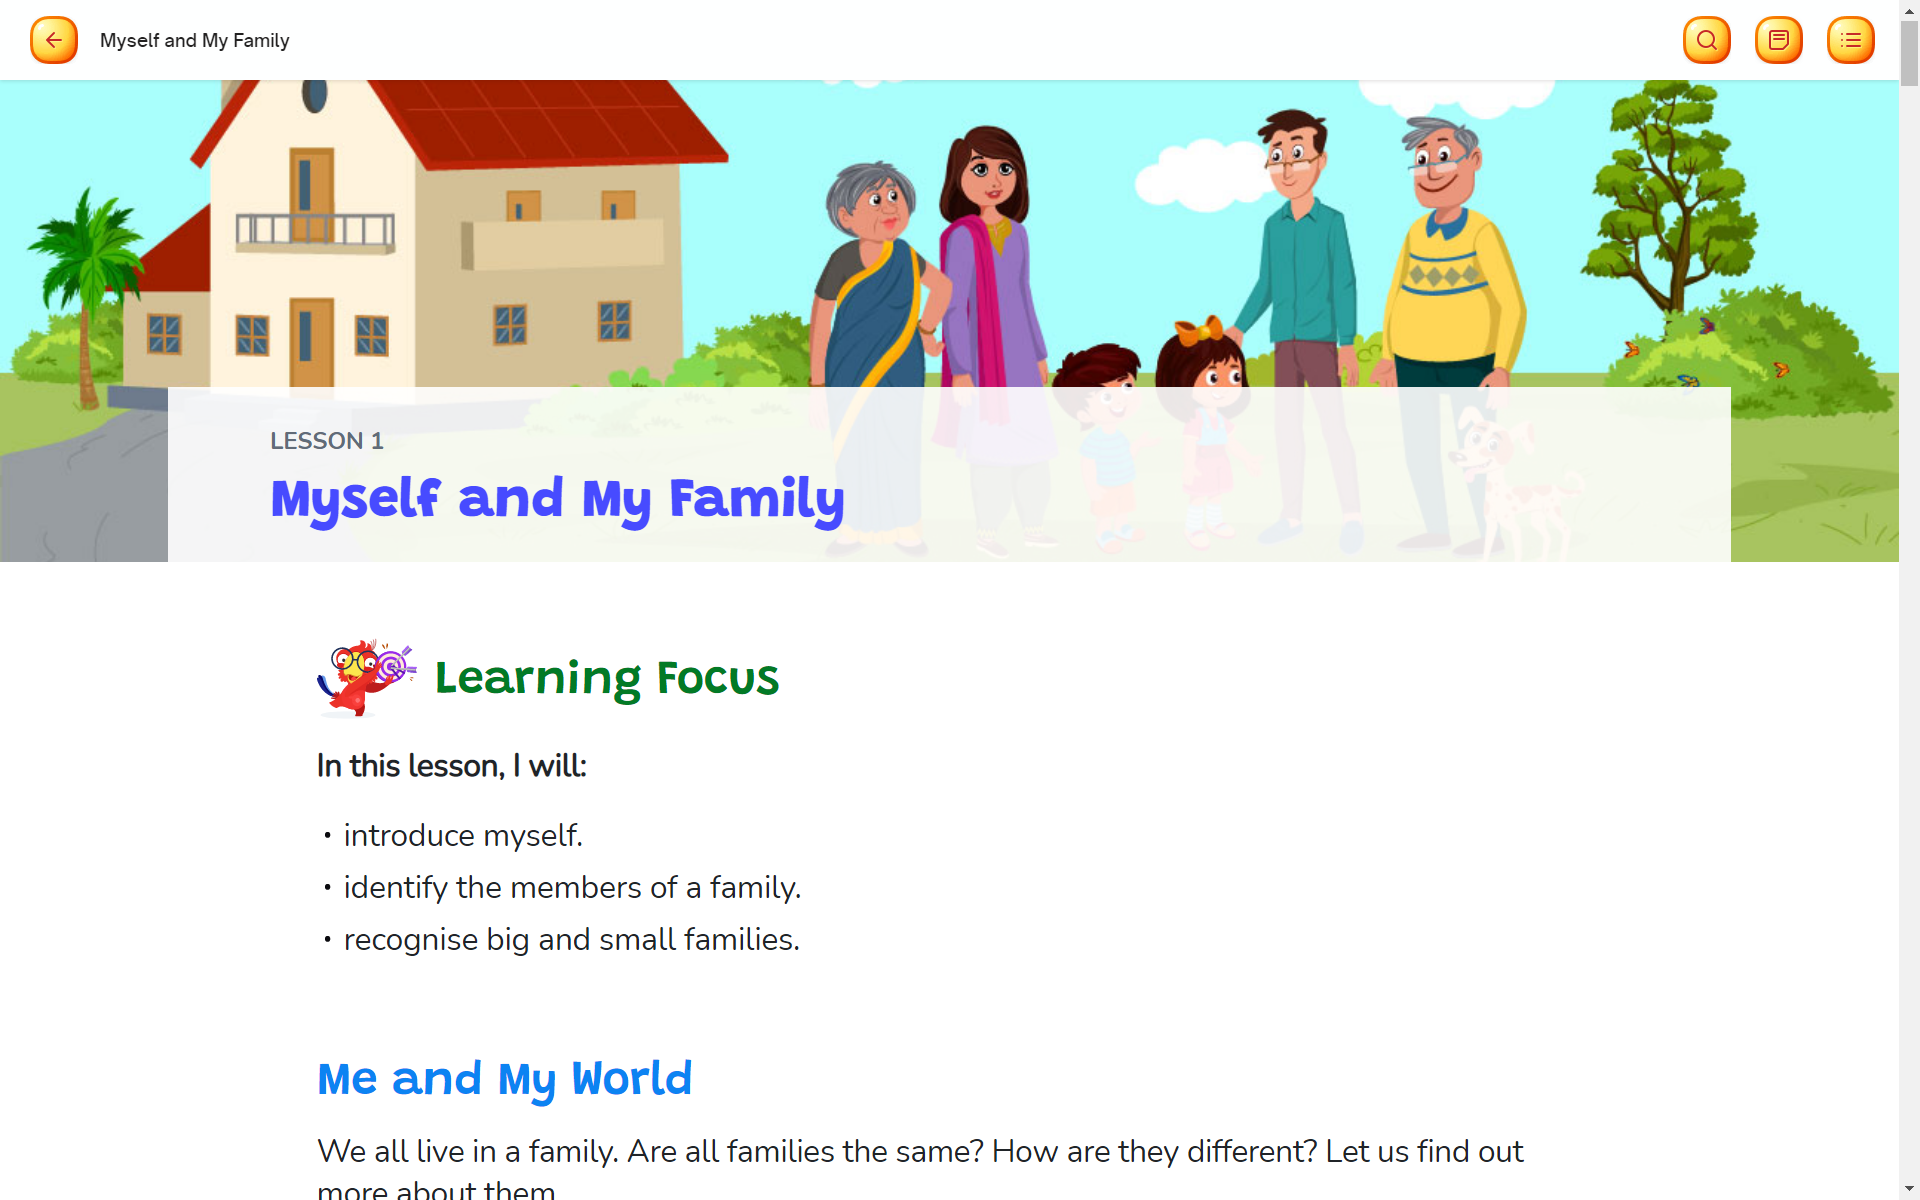 Myself and My Family
LESSON 1
Myself and My Family
Learning Focus
In this lesson, I will:
• introduce myself.
• identify the members of a family.
• recognise big and small families.
Me and My World
We all live in a family. Are all families the same? How are they different? Let us find out
more about them.